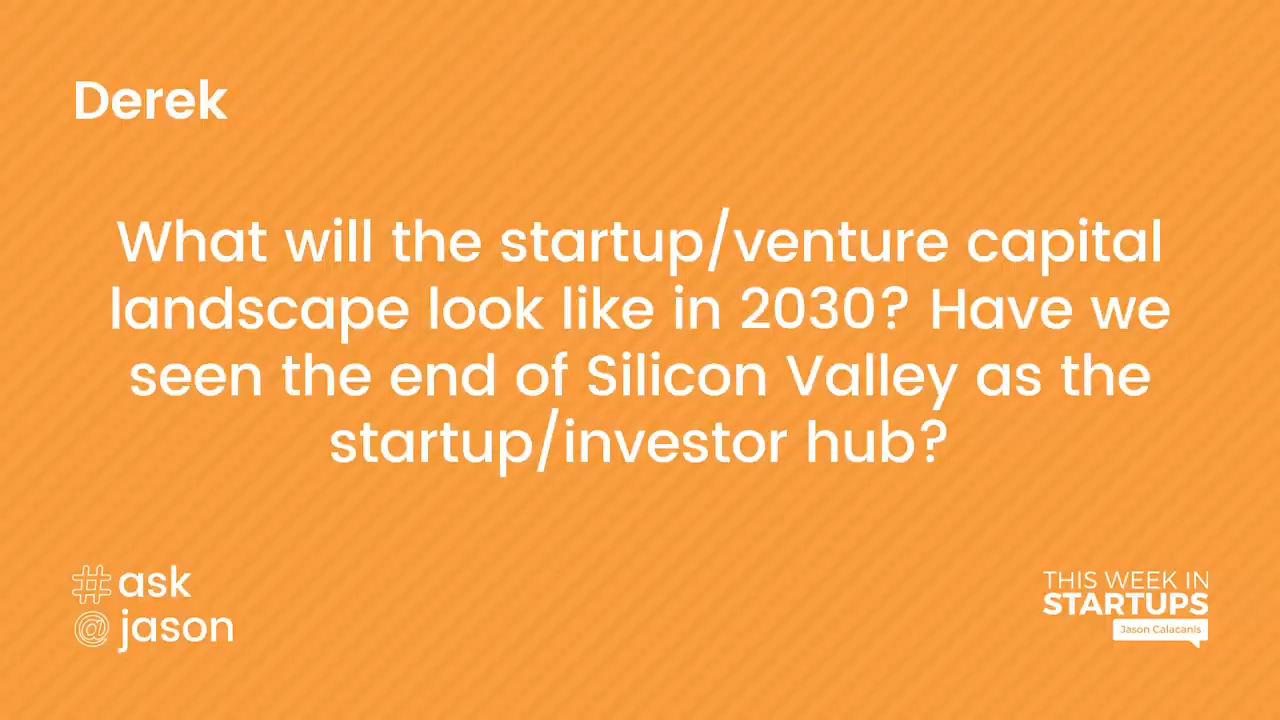 Derek
What will the startup/venture capital
landscape look like in 2030? Have we
seen the end of Silicon Valley as the
startup/investor hub?
#ask
@jason
THIS WEEK IN
STARTUPS
Jason Calacanis